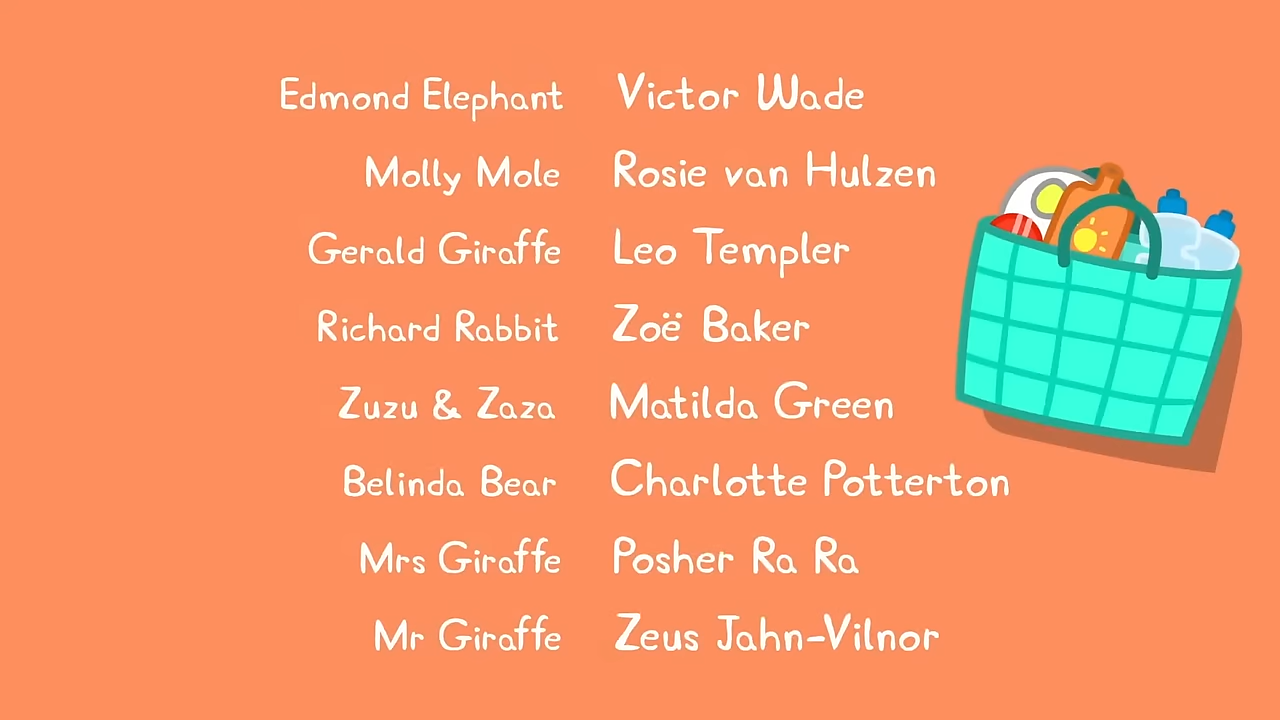 Edmond Elephant Victor Wade
Molly Mole Rosie van Hulzen
Gerald Giraffe Leo Templer
Richard Rabbit Zoë Baker
Zuzu & Zaza Matilda Green
Belinda Bear Charlotte Potterton
Mrs Giraffe Posher Ra Ra
Mr Giraffe Zeus Jahn-Vilnor